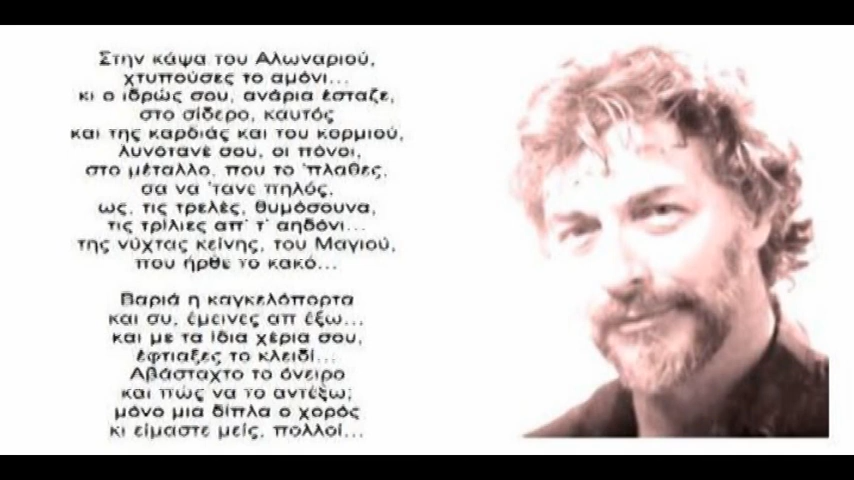 Στην κάψα του Αλωναριού,
χτυπούσες το αμόνι...
κι ο ιδρώς σου, ανάρια έσταζε,
στο σίδερο, καυτός
και της καρδιάς και του κορμιού,
λυνότανε σου, οι πόνοι,
στο μέταλλο, που το 'πλαθες,
σα να 'τανε πηλός,
ως, τις τρελές, θυμόσουνα,
τις τρίλιες απ' τ' αηδόνι...
της νύχτας κείνης, του Μαγιού,
που ήρθε το κακό...
Βαριά η καγκελόπορτα
και συ, έμεινες απ έξω...
και με τα ίδια χέρια σου,
έφτιαξες το κλειδί...
Αβάσταχτο το όνειρο
και πώς να το αντέξω;
μόνο μια δίπλα ο χορός
κι είμαστε μείς, πολλοί...